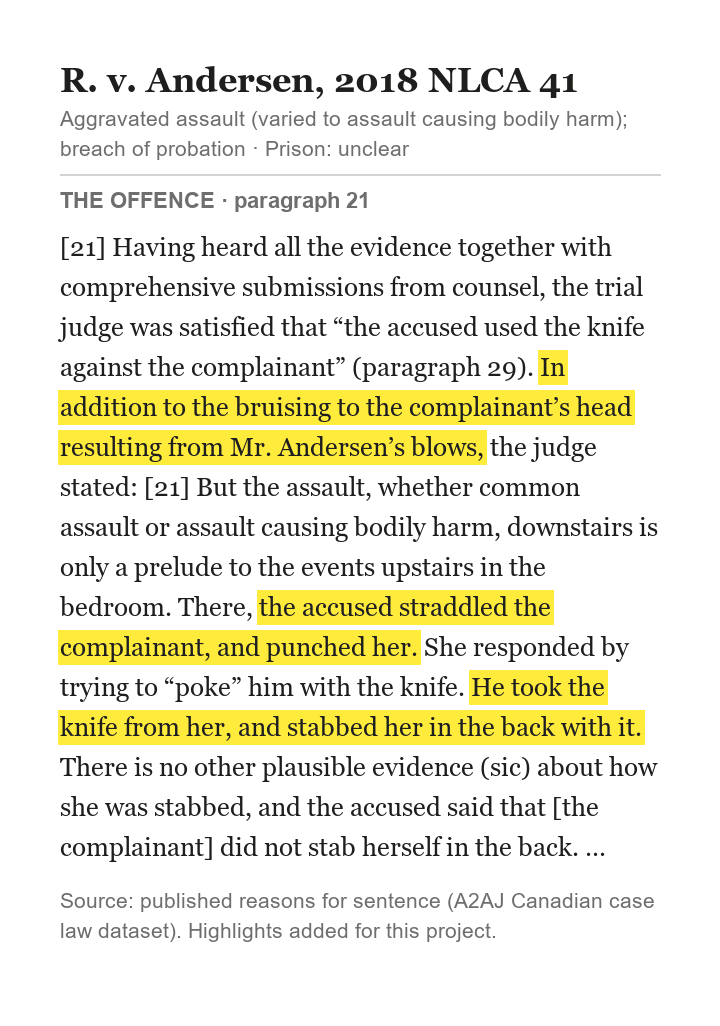 R. v. Andersen, 2018 NLCA 41
Aggravated assault (varied to assault causing bodily harm);
breach of probation · Prison: unclear
THE OFFENCE · paragraph 21
[21] Having heard all the evidence together with
comprehensive submissions from counsel, the trial
judge was satisfied that “the accused used the knife
against the complainant” (paragraph 29). In
addition to the bruising to the complainant’s head
resulting from Mr. Andersen’s blows, the judge
stated: [21] But the assault, whether common
assault or assault causing bodily harm, downstairs is
only a prelude to the events upstairs in the
bedroom. There, the accused straddled the
complainant, and punched her. She responded by
trying to “poke” him with the knife. He took the
knife from her, and stabbed her in the back with it.
There is no other plausible evidence (sic) about how
she was stabbed, and the accused said that [the
complainant] did not stab herself in the back. ...
Source: published reasons for sentence (A2AJ Canadian case
law dataset). Highlights added for this project.